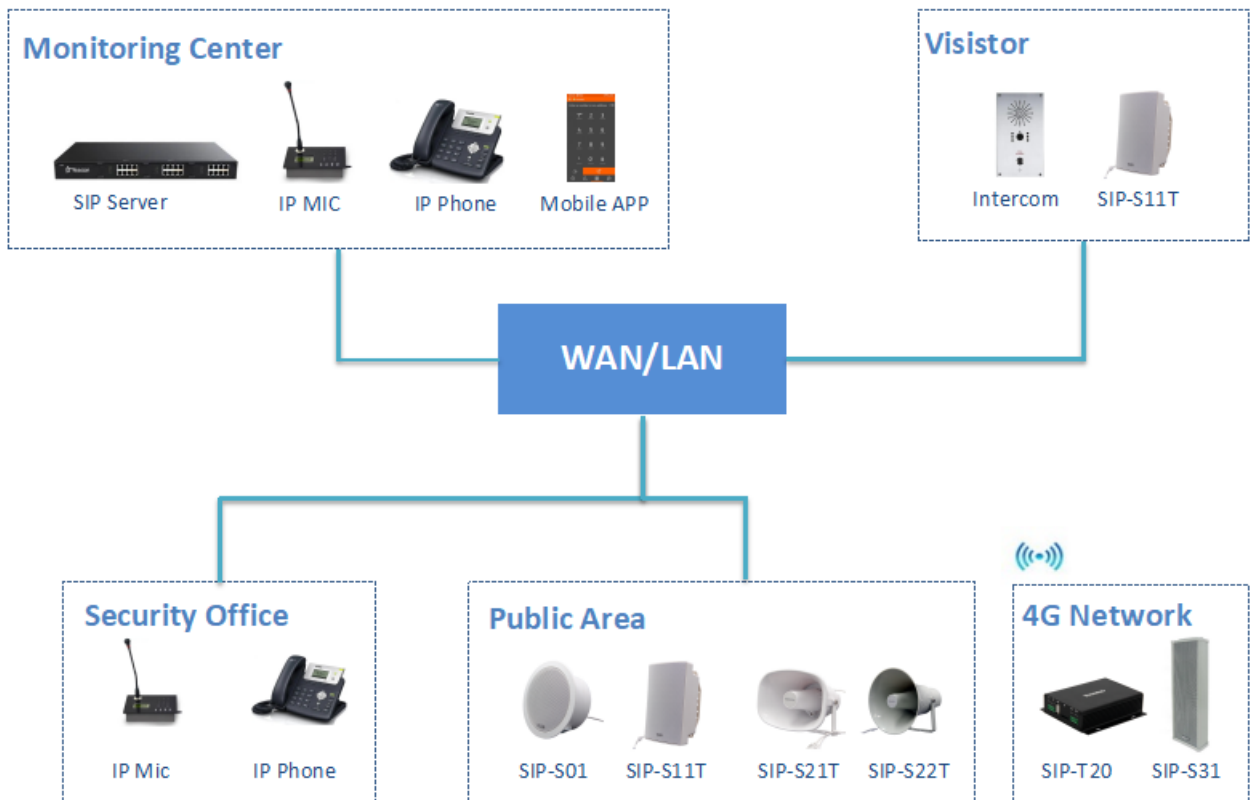 Monitoring Center
SIP Server
IP MIC
IP Phone
Mobile APP
Visistor
Intercom
SIP-S11T
WAN/LAN
Security Office
IP Mic
IP Phone
Public Area
SIP-S01
SIP-S11T
SIP-S21T
SIP-S22T
4G Network
SIP-T20
SIP-S31